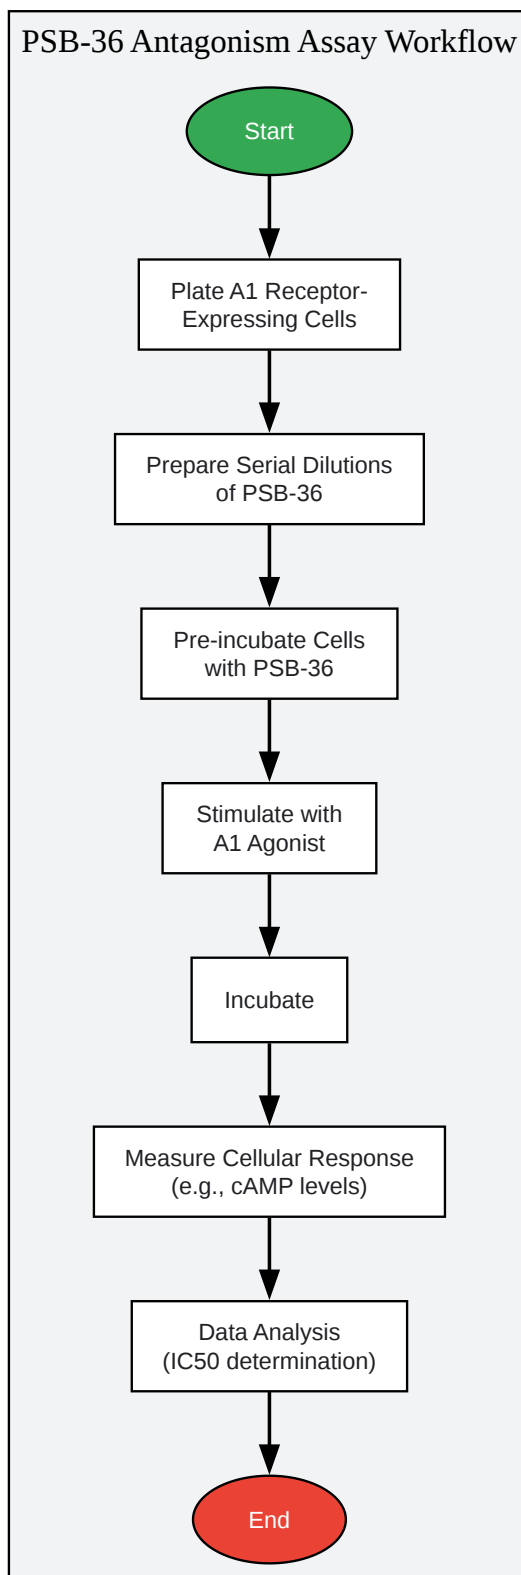 PSB-36 Antagonism Assay Workflow
Start
Plate A1 Receptor-
Expressing Cells
Prepare Serial Dilutions
of PSB-36
Pre-incubate Cells
with PSB-36
Stimulate with
A1 Agonist
Incubate
Measure Cellular Response
(e.g., cAMP levels)
Data Analysis
(IC50 determination)
End